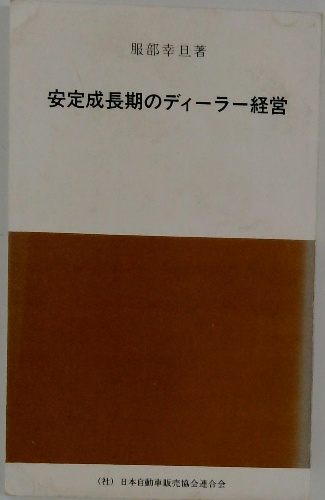 服部幸旦著
安定成長期のディーラー経営
(社)日本自動車販売協会連合会